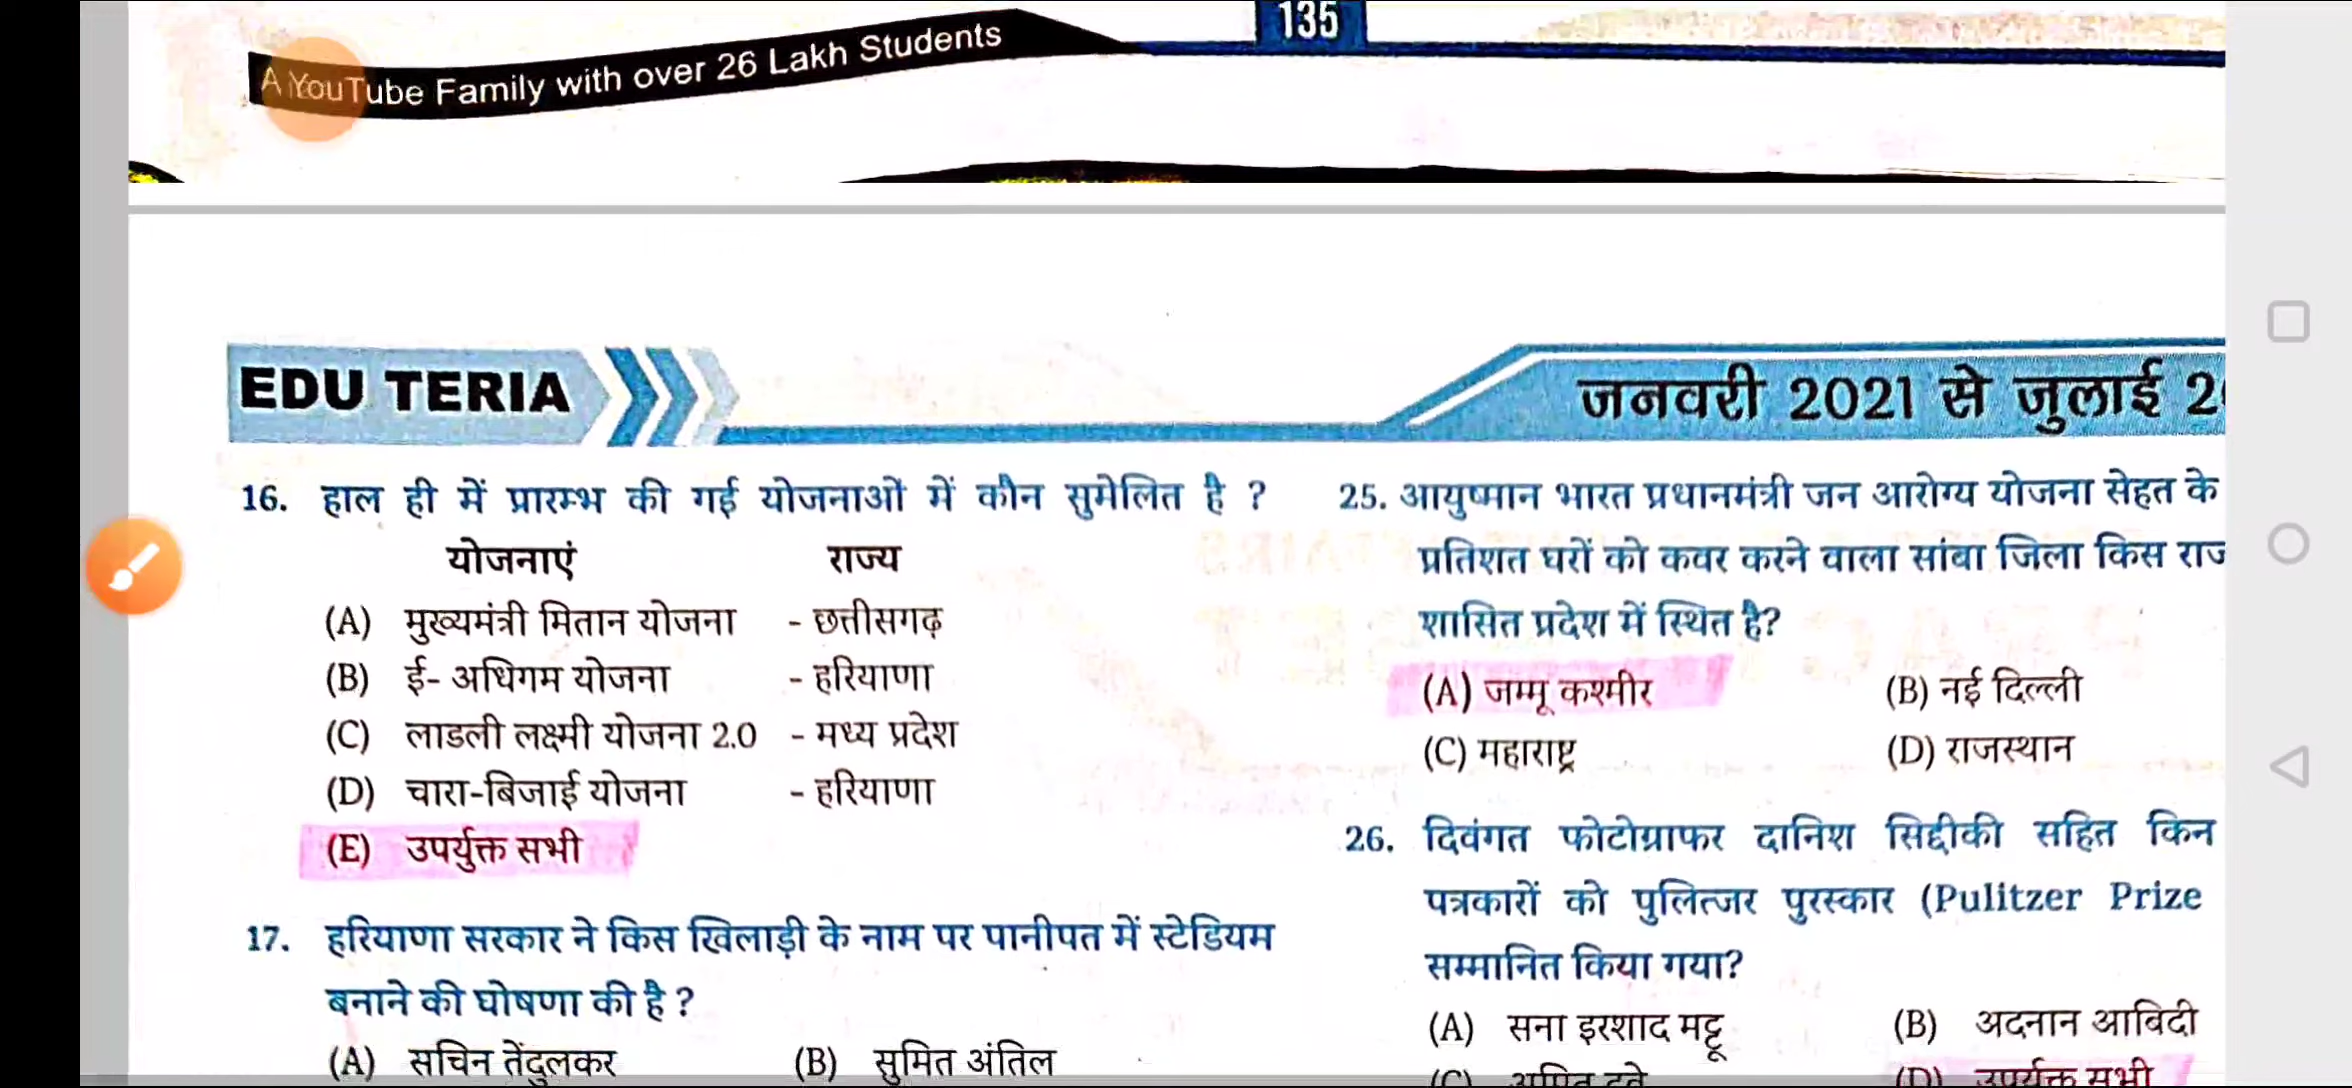 135
A YouTube Family with over 26 Lakh Students
EDU TERIA
जनवरी 2021 से जुलाई
16. हाल ही में प्रारम्भ की गई योजनाओं में कौन सुमेलित है ?
योजनाएं राज्य
(A) मुख्यमंत्री मितान योजना - छत्तीसगढ़
(B) ई- अधिगम योजना - हरियाणा
(C) लाडली लक्ष्मी योजना 2.0 - मध्य प्रदेश
(D) चारा-बिजाई योजना - हरियाणा
(E) उपर्युक्त सभी
17. हरियाणा सरकार ने किस खिलाड़ी के नाम पर पानीपत में स्टेडियम
बनाने की घोषणा की है ?
(A) सचिन तेंदुलकर (B) सुमित अंतिल
25. आयुष्मान भारत प्रधानमंत्री जन आरोग्य योजना सेहत के
प्रतिशत घरों को कवर करने वाला सांबा जिला किस
शासित प्रदेश में स्थित है?
(A) जम्मू कश्मीर (B) नई दिल्ली
(C) महाराष्ट्र (D) राजस्थान
26. दिवंगत फोटोग्राफर दानिश सिद्दीकी सहित किन
पत्रकारों को पुलित्जर पुरस्कार (Pulitzer Prize
सम्मानित किया गया?
(A) सना इरशाद मट्टू (B) अदनान आबिदी
(D) उपर्युक्त सभी